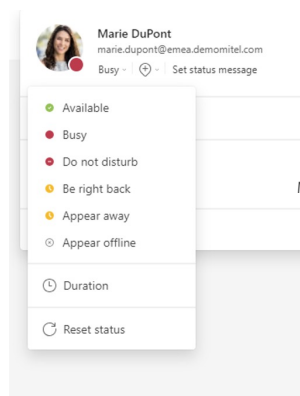 Marie DuPont
marie.dupont@emea.demomitel.com
Busy Set status message
Available
Busy
Do not disturb
Be right back
Appear away
Appear offline
Duration
Reset status